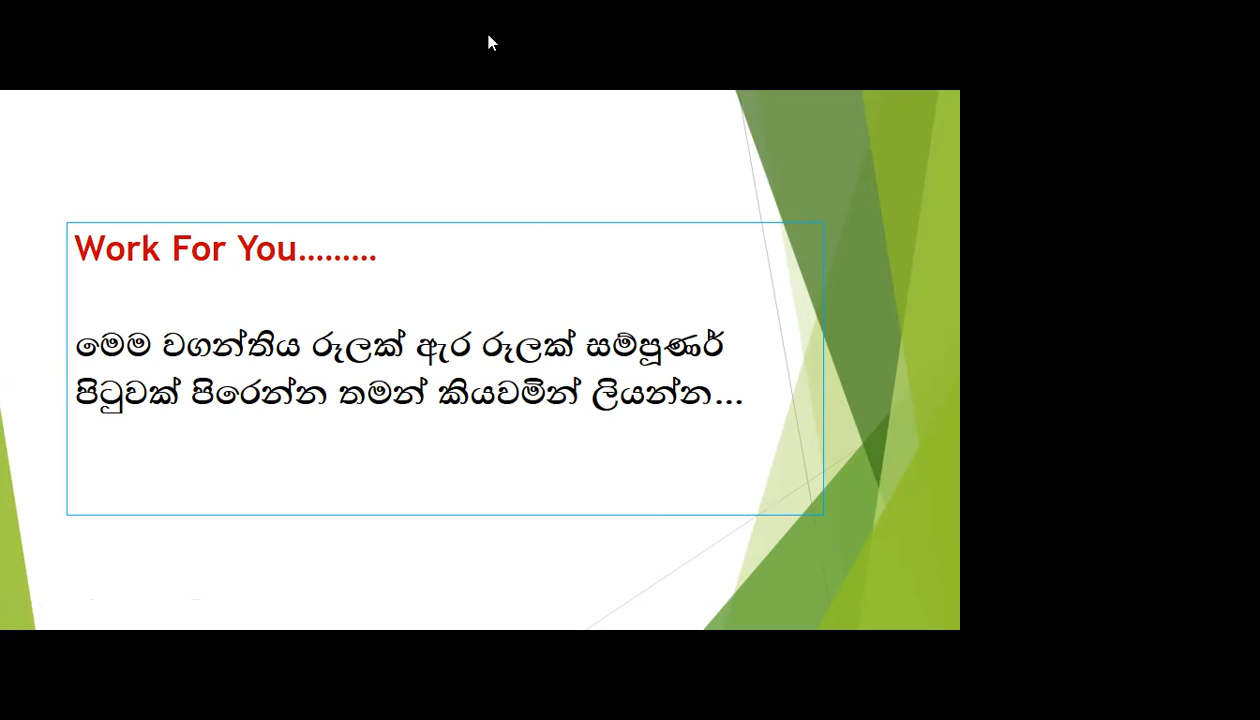 Work For You.........
මෙම වගන්තිය රූලක් ඇර රූලක් සම්පූර්ණ
පිටුවක් පිරෙන්න තමන් කියවමින් ලියන්න...